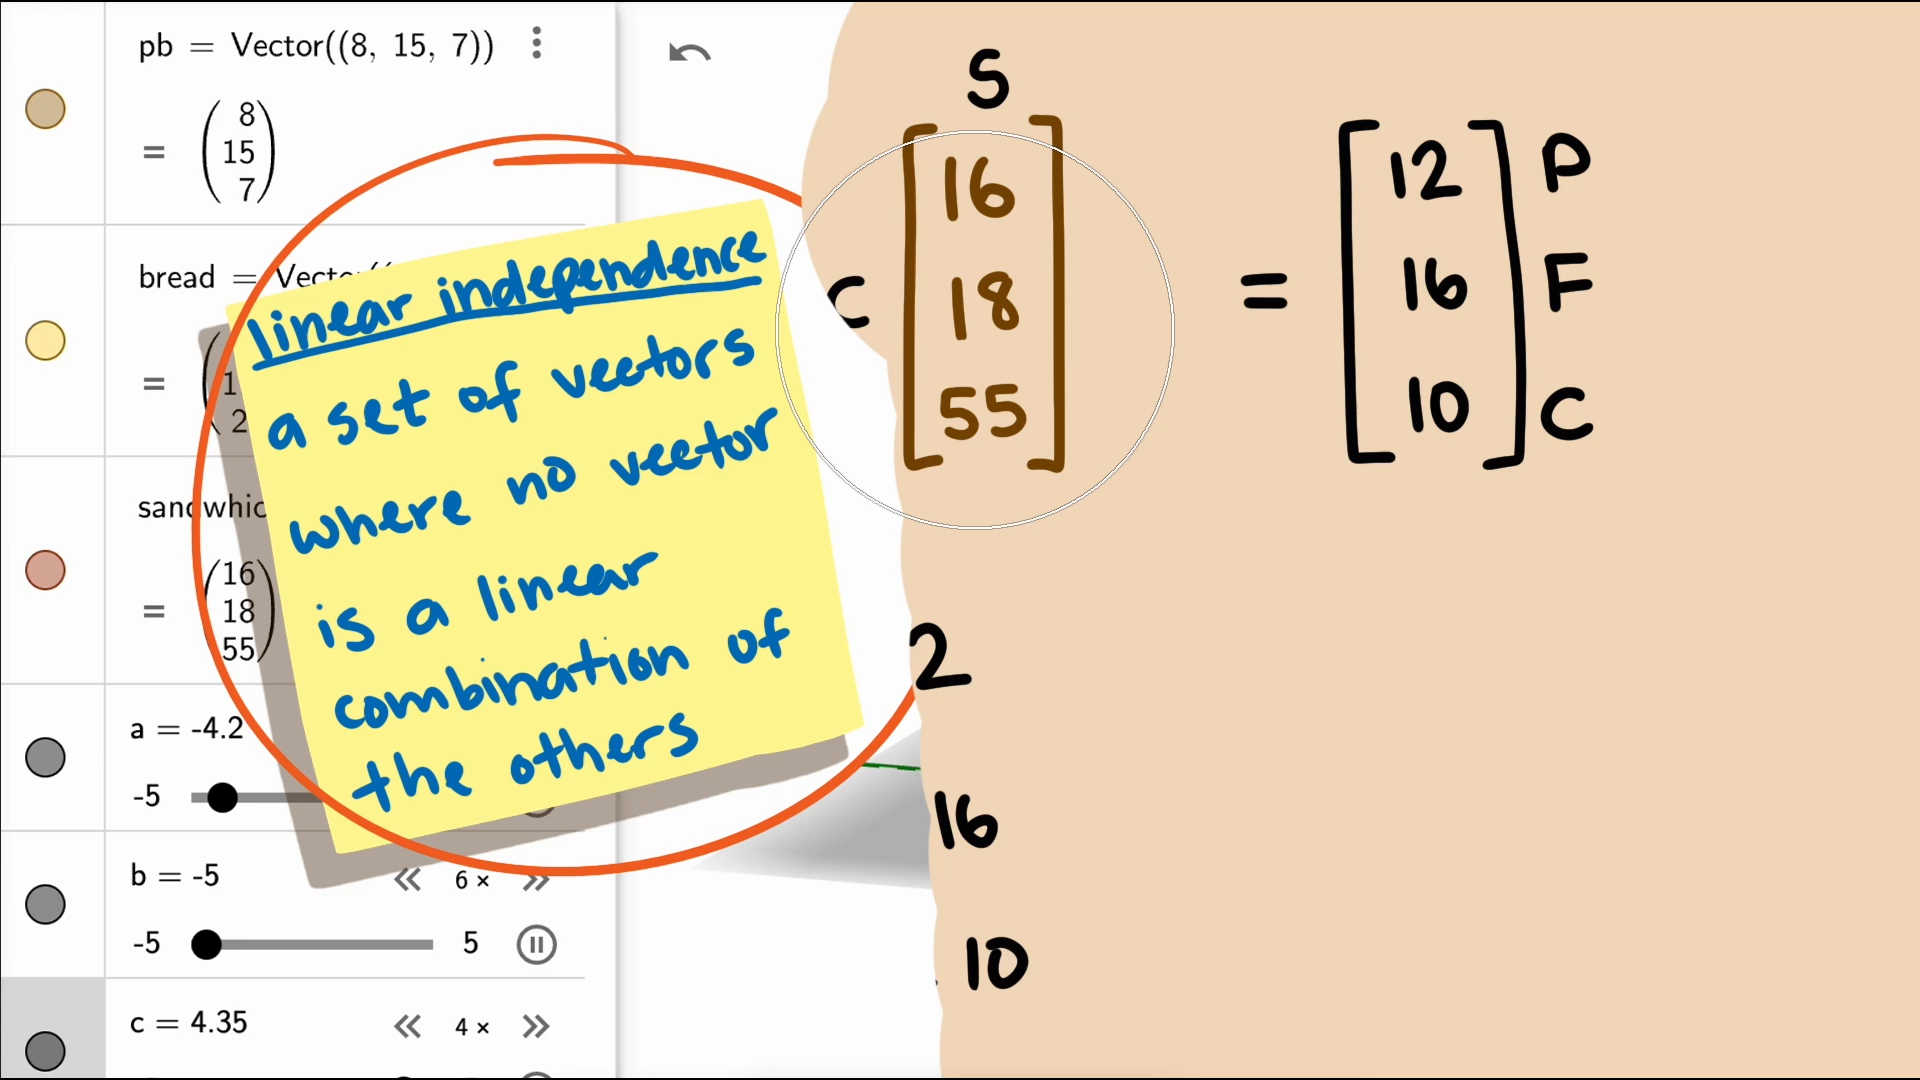 pb = Vector((8, 15, 7))
= (8
15
7)
bread = Vector((
= (
1
2
sandwhic
= (16
18
55)
a = -4.2
-5
b = -5
6 ×
-5
5
c = 4.35
4 ×
linear independence
a set of vectors
where no vector
is a linear
combination of
the others
S
C
[16
18
55]
=
[12] P
[16] F
[10] C
2
16
10